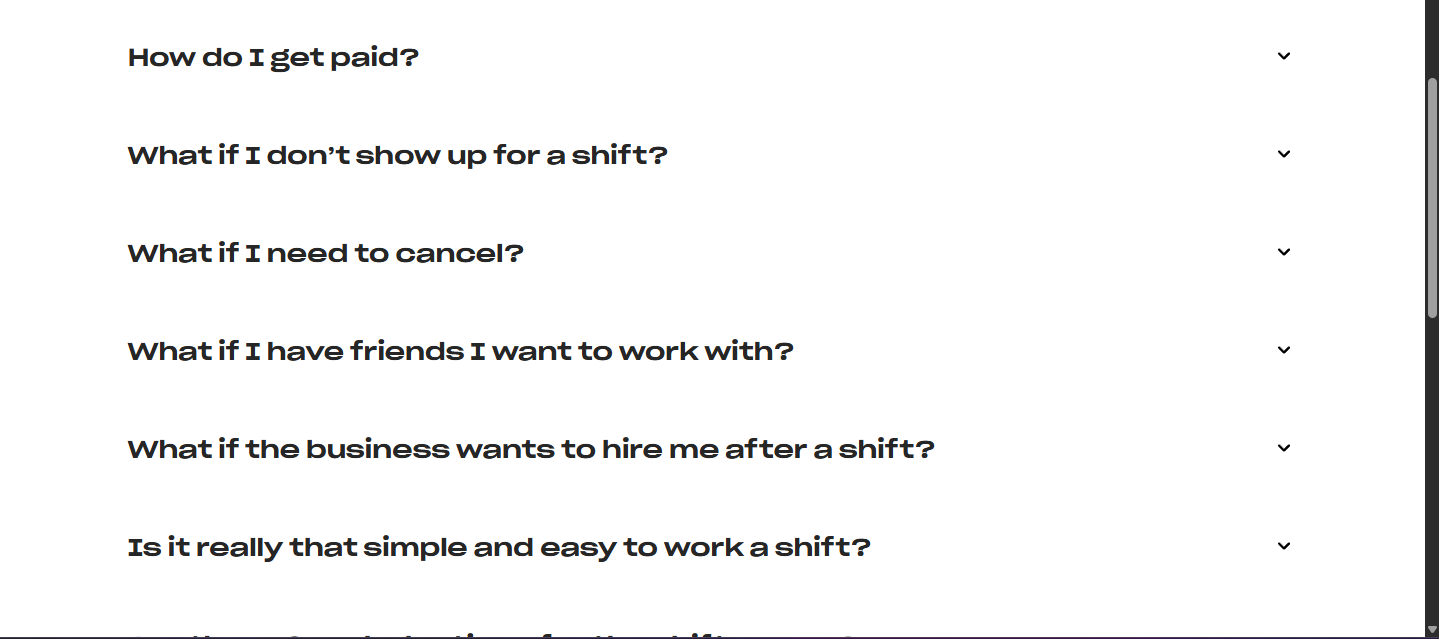 How do I get paid?
What if I don’t show up for a shift?
What if I need to cancel?
What if I have friends I want to work with?
What if the business wants to hire me after a shift?
Is it really that simple and easy to work a shift?